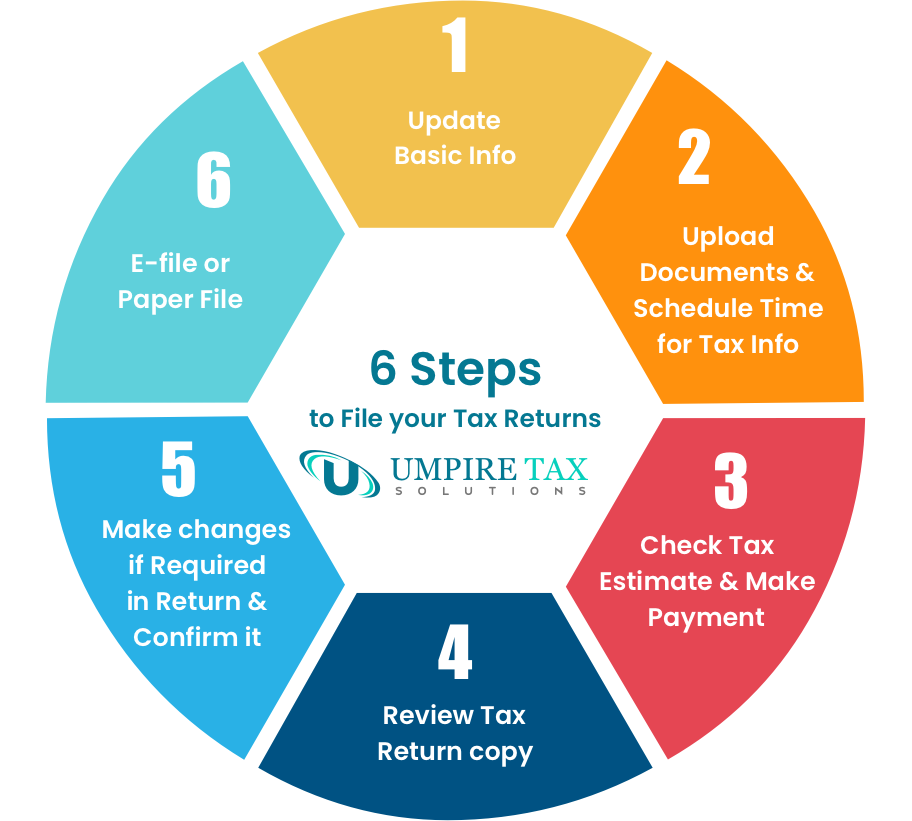 1
Update
Basic Info
2
Upload
Documents &
Schedule Time
for Tax Info
3
Check Tax
Estimate & Make
Payment
4
Review Tax
Return copy
5
Make changes
if Required
in Return &
Confirm it
6
E-file or
Paper File
6 Steps
to File your Tax Returns
U UMPIRE TAX
SOLUTIONS